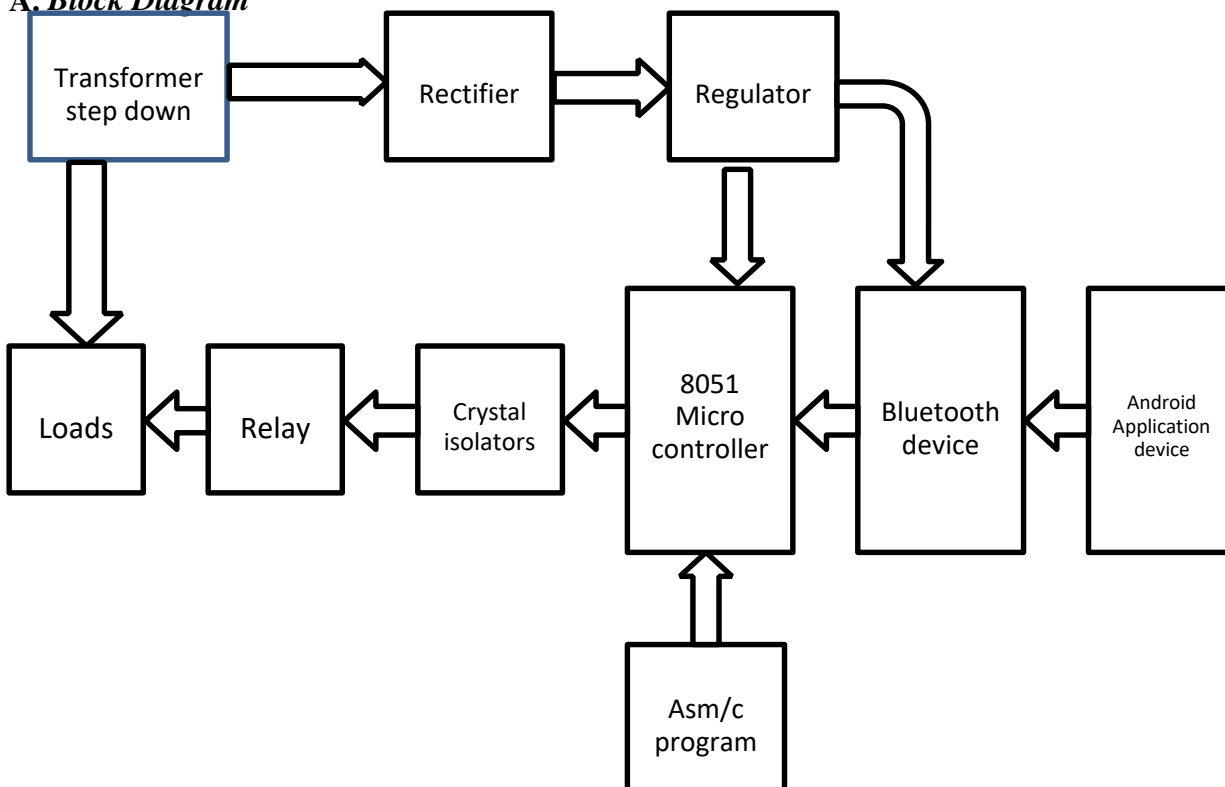 A. Block Diagram
Transformer
step down
Rectifier
Regulator
Loads
Relay
Crystal
isolators
8051
Micro
controller
Bluetooth
device
Android
Application
device
Asm/c
program